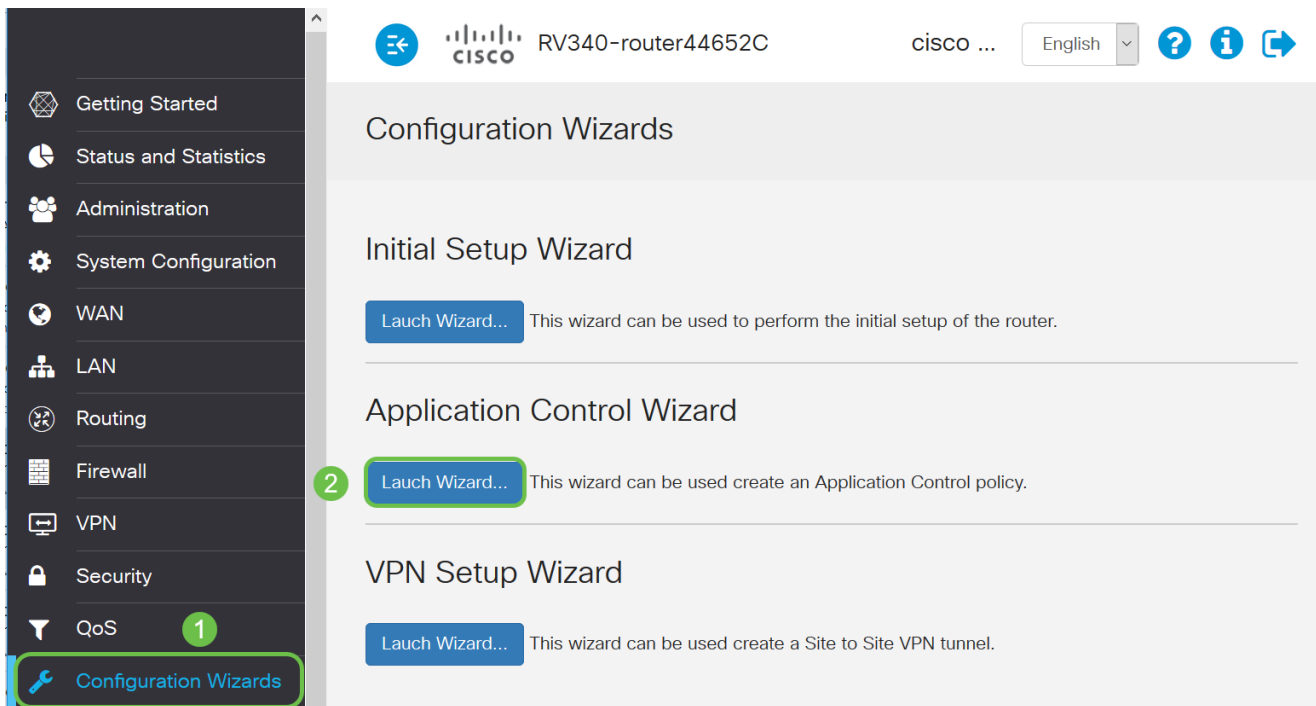 CISCO
RV340-router44652C
cisco ...
English
?
i
Getting Started
Status and Statistics
Administration
System Configuration
WAN
LAN
Routing
Firewall
VPN
Security
QoS
1
Configuration Wizards
Configuration Wizards
Initial Setup Wizard
Lauch Wizard... This wizard can be used to perform the initial setup of the router.
Application Control Wizard
2 Lauch Wizard... This wizard can be used create an Application Control policy.
VPN Setup Wizard
Lauch Wizard... This wizard can be used create a Site to Site VPN tunnel.